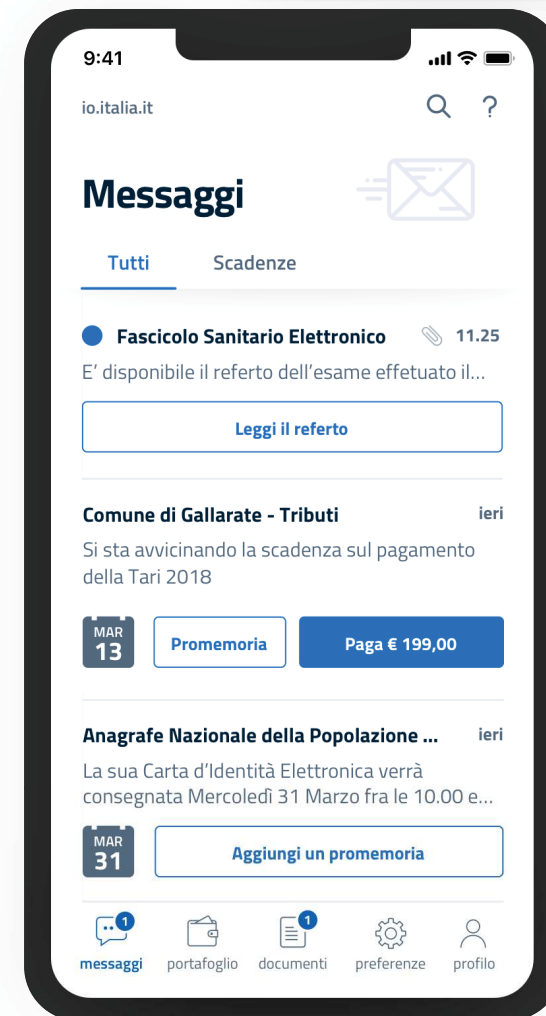 9:41
io.italia.it ?
Messaggi
Tutti Scadenze
Fascicolo Sanitario Elettronico 11.25
E' disponibile il referto dell'esame effetuato il...
Leggi il referto
Comune di Gallarate - Tributi ieri
Si sta avvicinando la scadenza sul pagamento
della Tari 2018
MAR
13
Promemoria Paga € 199,00
Anagrafe Nazionale della Popolazione ... ieri
La sua Carta d'Identità Elettronica verrà
consegnata Mercoledì 31 Marzo fra le 10.00 e...
MAR
31
Aggiungi un promemoria
1 1
messaggi portafoglio documenti preferenze profilo